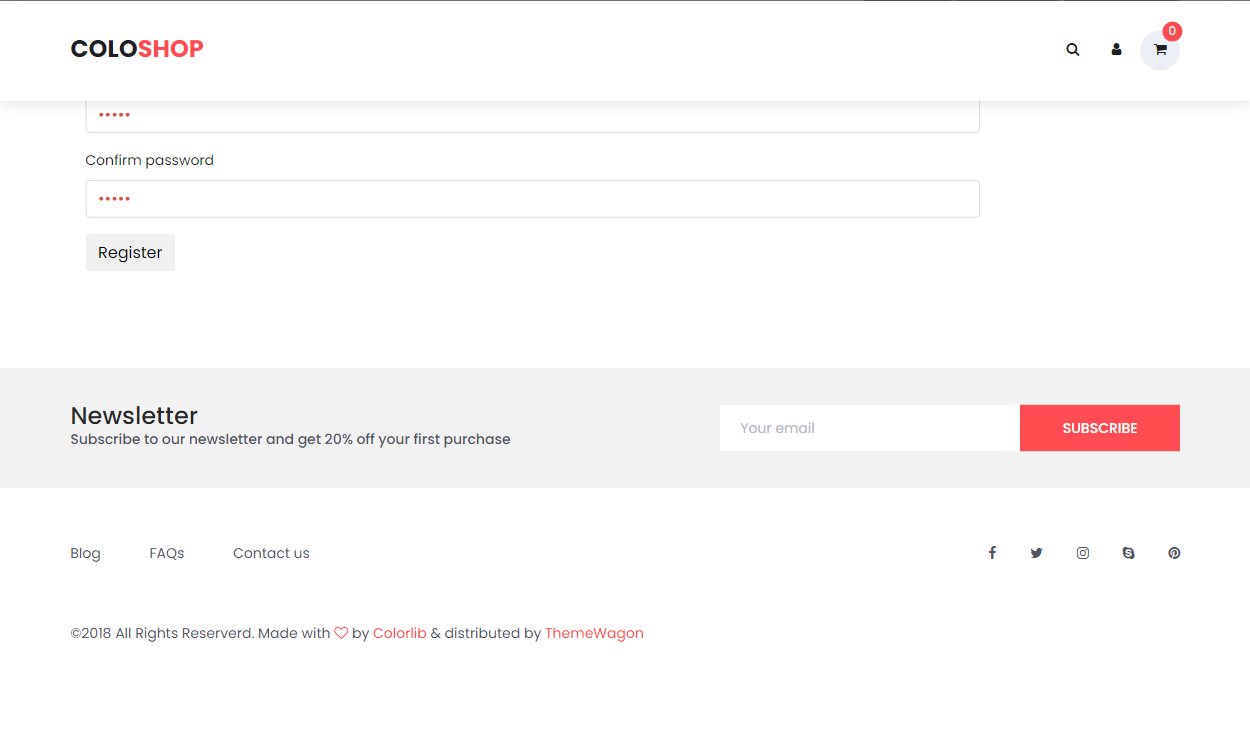 COLOSHOP
0
•••••
Confirm password
•••••
Register
Newsletter
Subscribe to our newsletter and get 20% off your first purchase
Your email
SUBSCRIBE
Blog
FAQs
Contact us
©2018 All Rights Reserverd. Made with ♡ by Colorlib & distributed by ThemeWagon